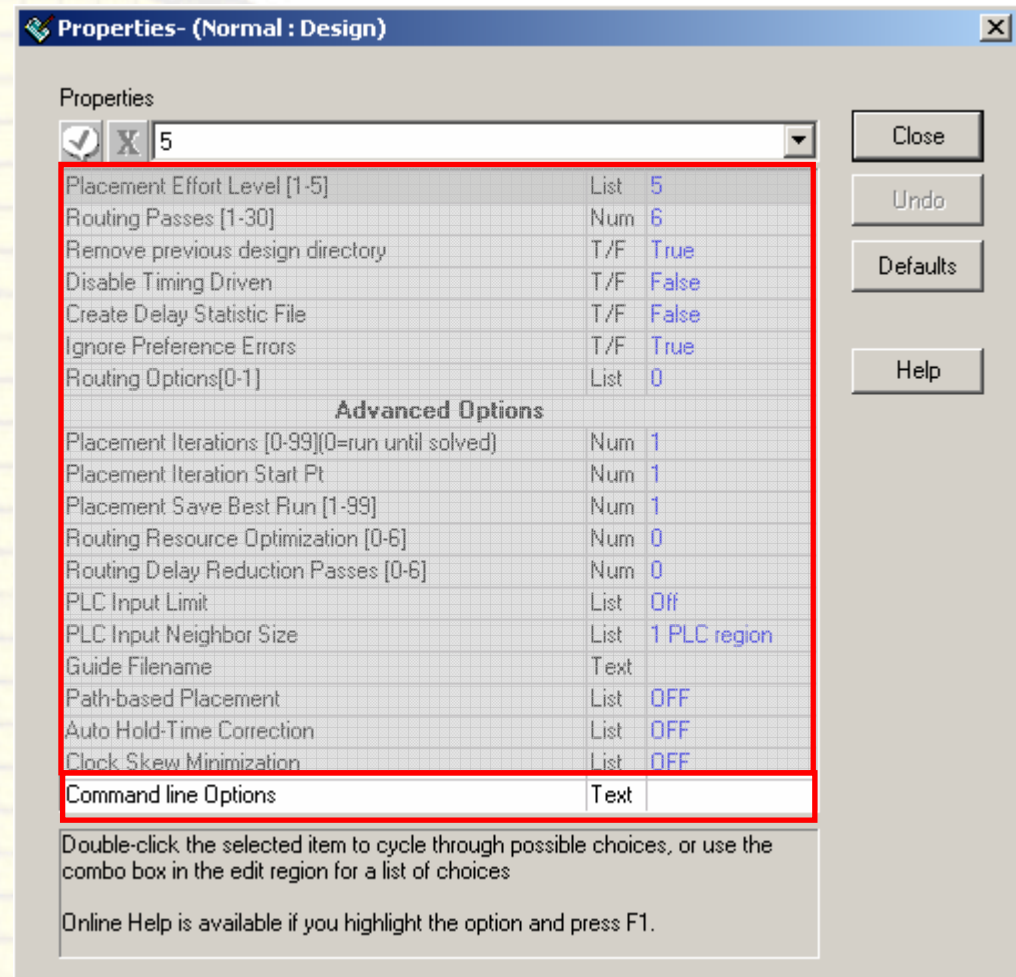 Properties- (Normal : Design)
Properties
5
Close
Undo
Defaults
Help
Placement Effort Level [1-5] List 5
Routing Passes [1-30] Num 6
Remove previous design directory T/F True
Disable Timing Driven T/F False
Create Delay Statistic File T/F False
Ignore Preference Errors T/F True
Routing Options[0-1] List 0
Advanced Options
Placement Iterations [0-99](0=run until solved) Num 1
Placement Iteration Start Pt Num 1
Placement Save Best Run [1-99] Num 1
Routing Resource Optimization [0-6] Num 0
Routing Delay Reduction Passes [0-6] Num 0
PLC Input Limit List Off
PLC Input Neighbor Size List 1 PLC region
Guide Filename Text
Path-based Placement List OFF
Auto Hold-Time Correction List OFF
Clock Skew Minimization List OFF
Command line Options Text
Double-click the selected item to cycle through possible choices, or use the
combo box in the edit region for a list of choices
Online Help is available if you highlight the option and press F1.